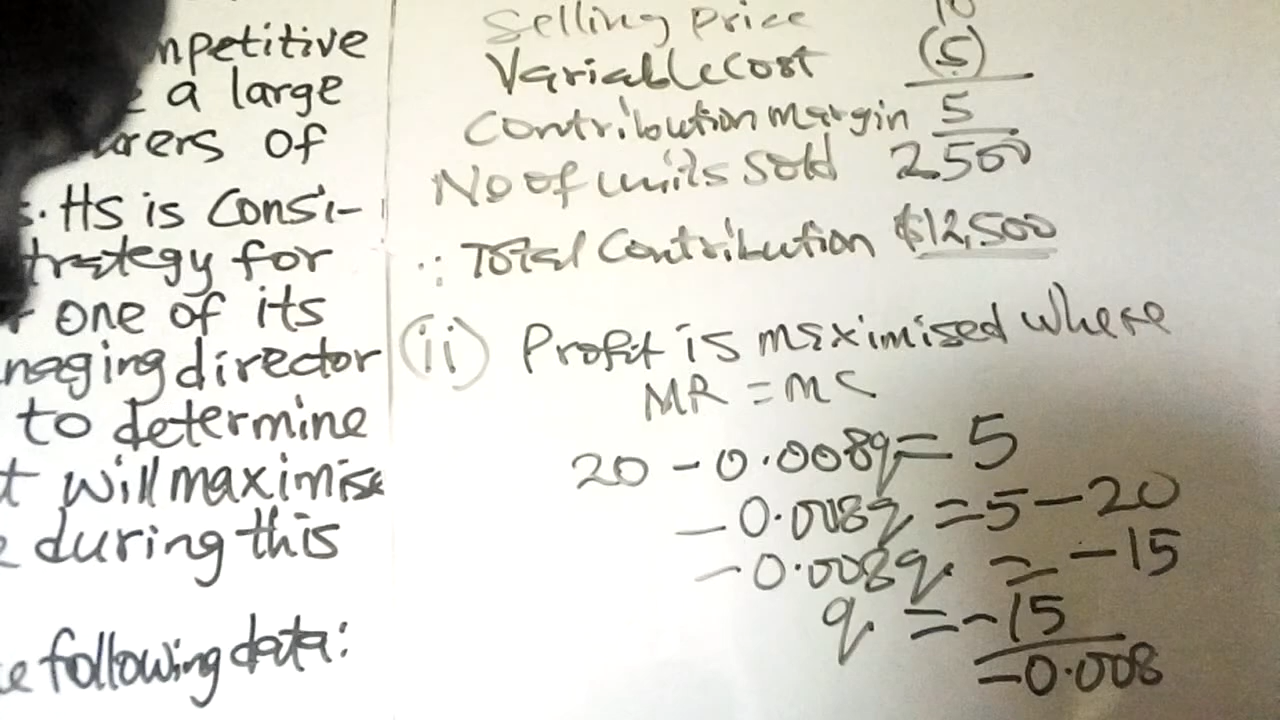 mpetitive
a large
rers of
. HS is Consi-
trategy for
one of its
naging director
to determine
t will maximise
during this
following data:
Selling price 10
Variable Cost (5)
Contribution margin 5
No of units sold 2500
∴ Total Contribution $12,500
(ii) Profit is maximised where
MR = MC
20 - 0.008q = 5
- 0.008q = 5 - 20
- 0.008q = - 15
q = -15
-0.008